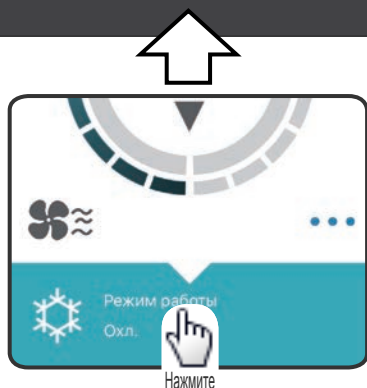 Режим работы
Охл.
Нажмите